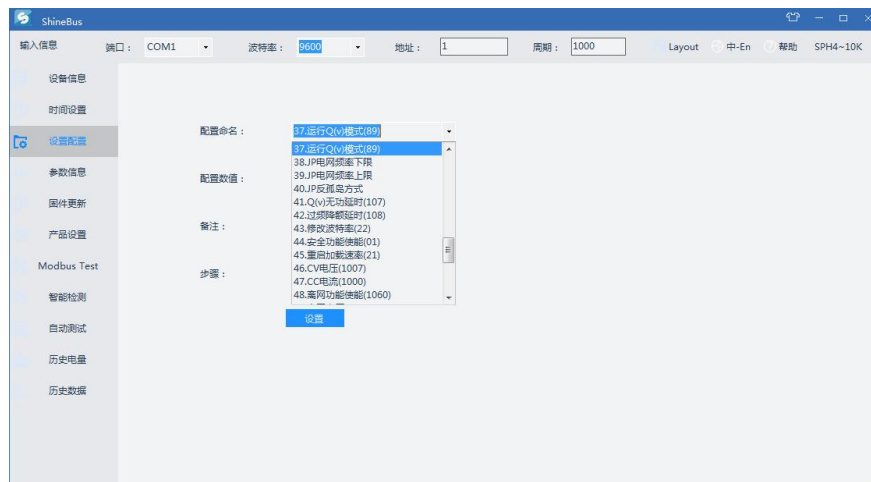 ShineBus
输入信息 端口： COM1 波特率： 9600 地址： 1 周期： 1000 Layout 中-En 帮助 SPH4~10K
设备信息
时间设置
设置配置
参数信息
固件更新
产品设置
Modbus Test
智能检测
自动测试
历史电量
历史数据
配置命名： 37.运行Q(v)模式(89)
37.运行Q(v)模式(89)
38.JP电网频率下限
39.JP电网频率上限
40.JP反孤岛方式
41.Q(v)无功延时(107)
42.过频降额延时(108)
43.修改波特率(22)
44.安全功能使能(01)
45.重启加载速率(21)
46.CV电压(1007)
47.CC电流(1000)
48.离网功能使能(1060)
配置数值：
备注：
步骤：
设置